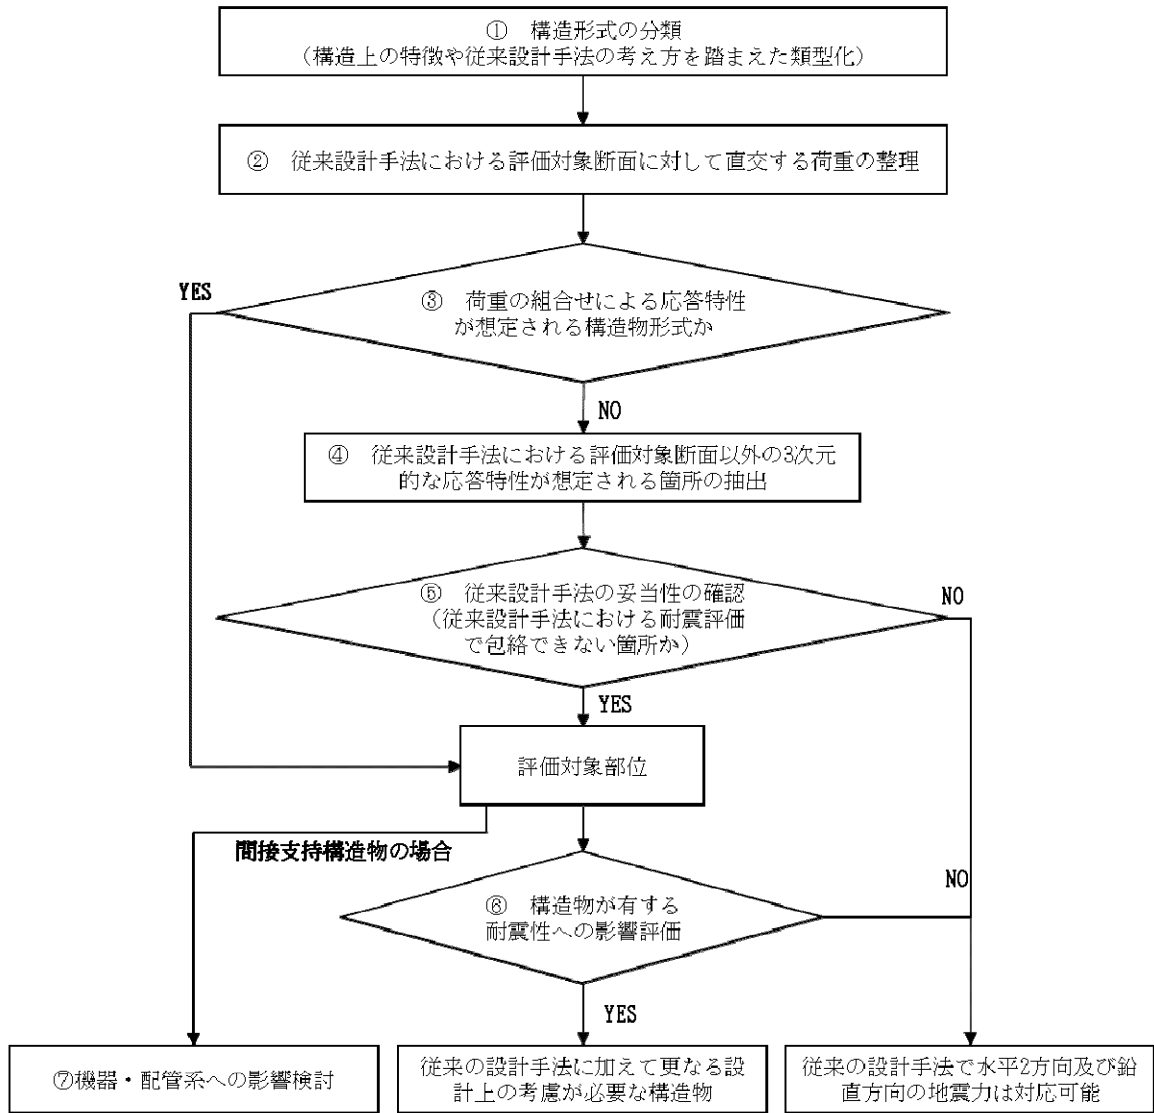 ① 構造形式の分類
(構造上の特徴や従来設計手法の考え方を踏まえた類型化)
② 従来設計手法における評価対象断面に対して直交する荷重の整理
YES
③ 荷重の組合せによる応答特性
が想定される構造物形式か
NO
④ 従来設計手法における評価対象断面以外の3次元
的な応答特性が想定される箇所の抽出
⑤ 従来設計手法の妥当性の確認
(従来設計手法における耐震評価
で包絡できない箇所か)
NO
YES
評価対象部位
間接支持構造物の場合
NO
⑥ 構造物が有する
耐震性への影響評価
YES
⑦機器・配管系への影響検討
従来の設計手法に加えて更なる設
計上の考慮が必要な構造物
従来の設計手法で水平2方向及び鉛
直方向の地震力は対応可能